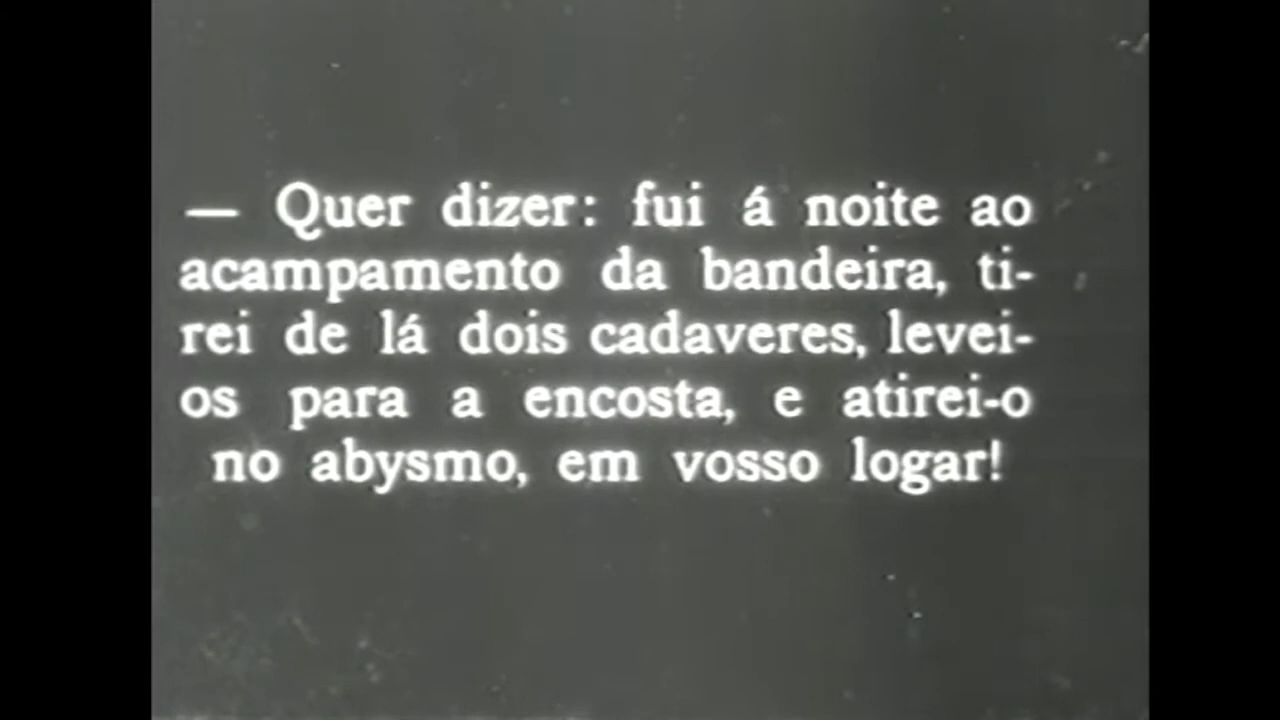 — Quer dizer: fui á noite ao
acampamento da bandeira, ti-
rei de lá dois cadaveres, levei-
os para a encosta, e atirei-o
no abysmo, em vosso logar!